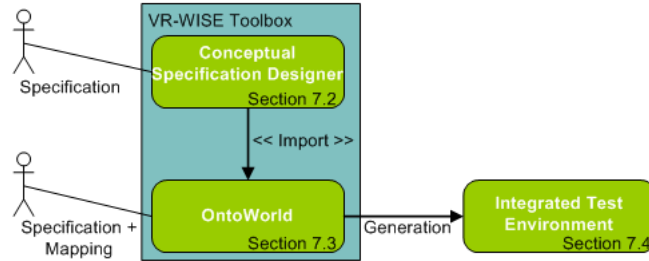 VR-WISE Toolbox
Conceptual
Specification Designer
Section 7.2
Specification
<< Import >>
OntoWorld
Section 7.3
Specification +
Mapping
Generation
Integrated Test
Environment
Section 7.4